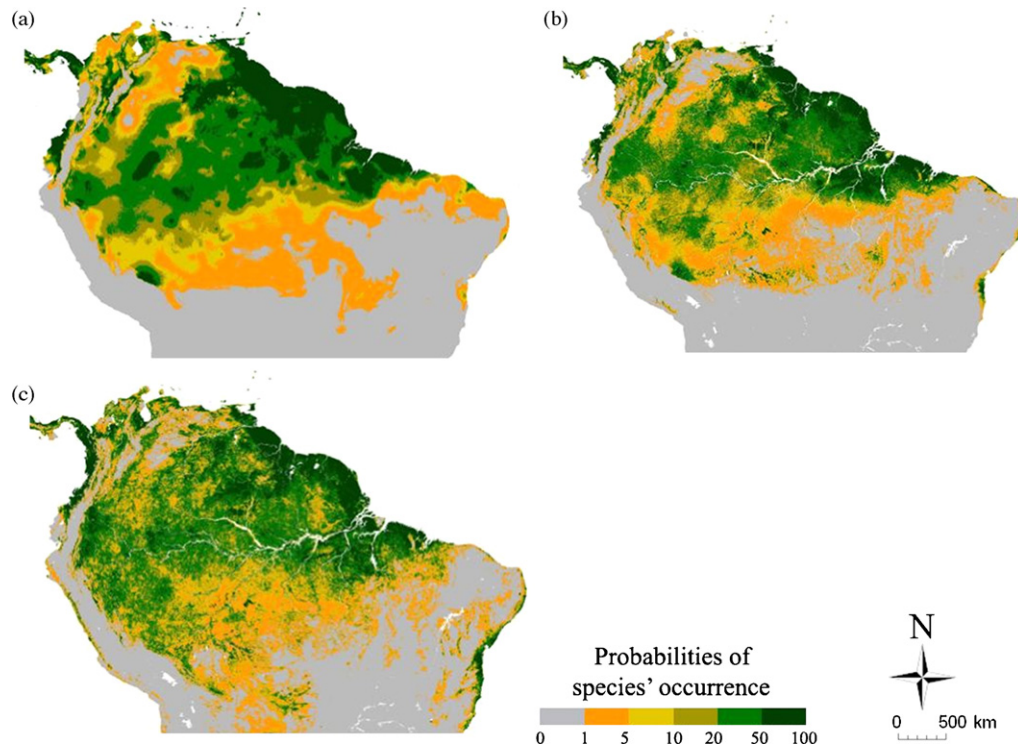 (a)
(b)
(c)
Probabilities of
species’ occurrence
0 1 5 10 20 50 100
N
0 500 km